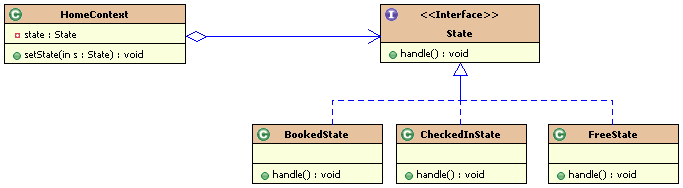 C HomeContext
state : State
setState(in s : State) : void
I <<Interface>>
State
handle() : void
C BookedState
handle() : void
C CheckedInState
handle() : void
C FreeState
handle() : void